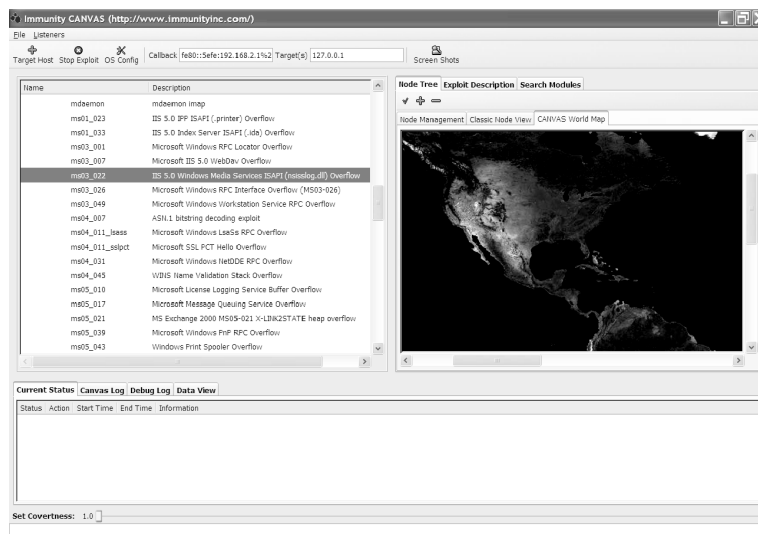 Immunity CANVAS (http://www.immunityinc.com/)
File Listeners
Target Host Stop Exploit OS Config Callback fe80::5efe:192.168.2.1%2 Target(s) 127.0.0.1 Screen Shots
Name Description
mdaemon mdaemon imap
ms01_023 IIS 5.0 IPP ISAPI (.printer) Overflow
ms01_033 IIS 5.0 Index Server ISAPI (.ida) Overflow
ms03_001 Microsoft Windows RPC Locator Overflow
ms03_007 Microsoft IIS 5.0 WebDav Overflow
ms03_022 IIS 5.0 Windows Media Services ISAPI (nsisslog.dll) Overflow
ms03_026 Microsoft Windows RPC Interface Overflow (MS03-026)
ms03_049 Microsoft Windows Workstation Service RPC Overflow
ms04_007 ASN.1 bitstring decoding exploit
ms04_011_lsass Microsoft Windows LsaSs RPC Overflow
ms04_011_sslpct Microsoft SSL PCT Hello Overflow
ms04_031 Microsoft Windows NetDDE RPC Overflow
ms04_045 WINS Name Validation Stack Overflow
ms05_010 Microsoft License Logging Service Buffer Overflow
ms05_017 Microsoft Message Queuing Service Overflow
ms05_021 MS Exchange 2000 MS05-021 X-LINK2STATE heap overflow
ms05_039 Microsoft Windows PnP RPC Overflow
ms05_043 Windows Print Spooler Overflow
Node Tree Exploit Description Search Modules
Node Management Classic Node View CANVAS World Map
Current Status Canvas Log Debug Log Data View
Status Action Start Time End Time Information
Set Covertness: 1.0